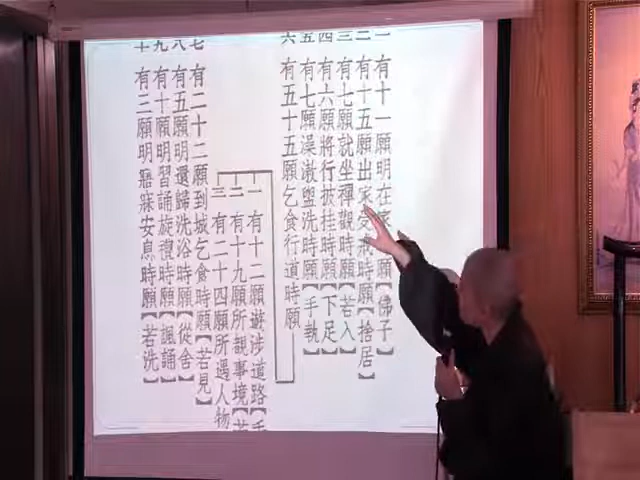 一 有十一願明在家時願【佛子】
二 有十五願出家受戒時願【捨居】
三 有七願就坐禪觀時願【若入】
四 有六願將行披挂時願【下足】
五 有七願澡漱盥洗時願【手執】
六 有五十五願乞食行道時願
一 有十二願遊涉道路【手
二 有十九願所覩事境【若
三 有二十四願所遇人物
七 有二十二願到城乞食時願【若見】
八 有五願明還歸洗浴時願【從舍】
九 有十願明習誦旋禮時願【諷誦】
十 有三願明寤寐安息時願【若洗】